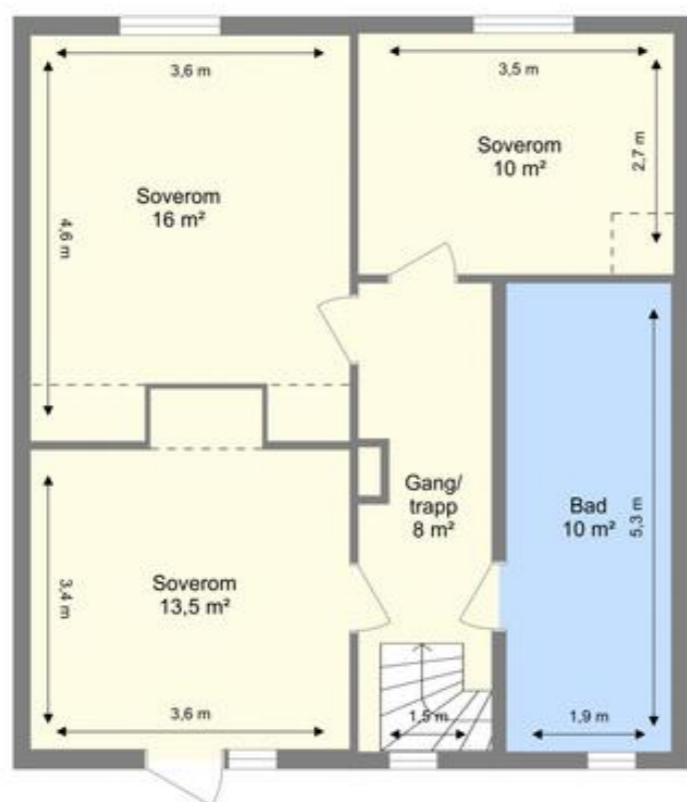 3,6 m
4,6 m
Soverom
16 m²
3,5 m
2,7 m
Soverom
10 m²
Gang/
trapp
8 m²
Bad
10 m²
5,3 m
1,9 m
Soverom
13,5 m²
3,4 m
3,6 m
1,5 m